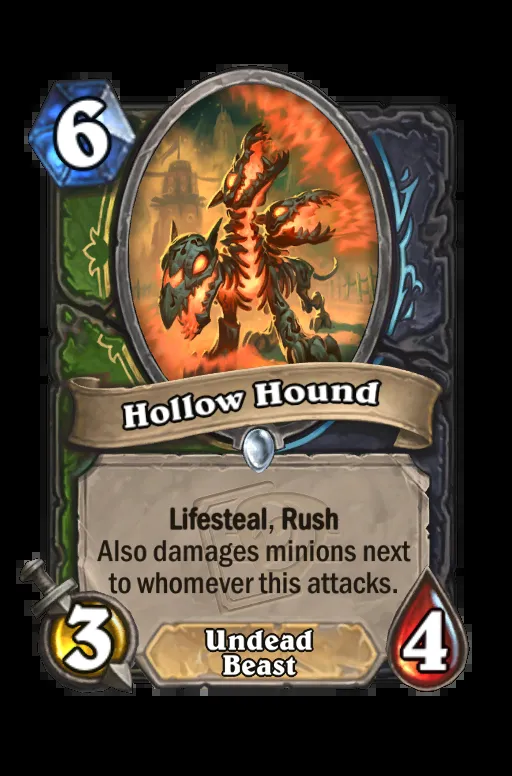 6
Hollow Hound
Lifesteal, Rush
Also damages minions next
to whomever this attacks.
3
Undead
Beast
4